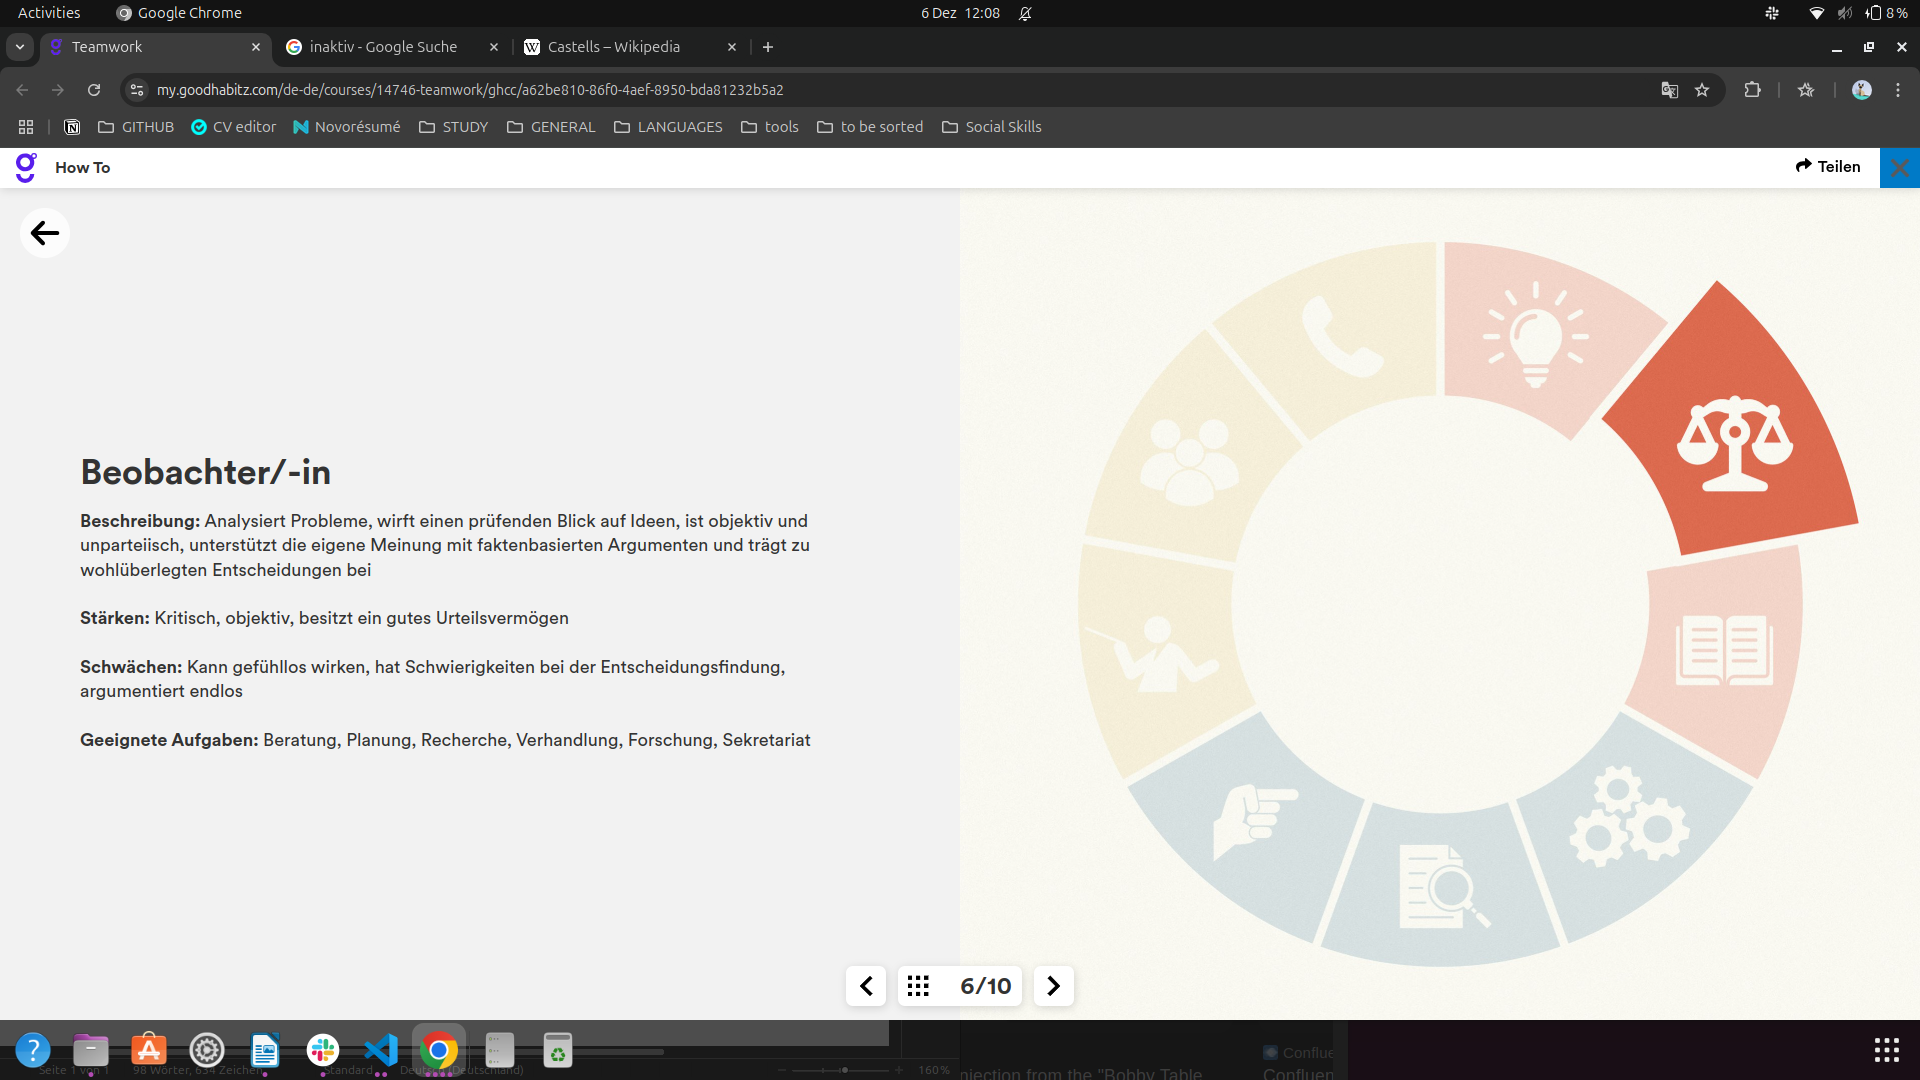 Activities
Google Chrome
6 Dez 12:08
8 %
Teamwork
inaktiv - Google Suche
Castells – Wikipedia
my.goodhabitz.com/de-de/courses/14746-teamwork/ghcc/a62be810-86f0-4aef-8950-bda81232b5a2
GITHUB
CV editor
Novorésumé
STUDY
GENERAL
LANGUAGES
tools
to be sorted
Social Skills
How To
Teilen
Beobachter/-in
Beschreibung: Analysiert Probleme, wirft einen prüfenden Blick auf Ideen, ist objektiv und
unparteiisch, unterstützt die eigene Meinung mit faktenbasierten Argumenten und trägt zu
wohlüberlegten Entscheidungen bei
Stärken: Kritisch, objektiv, besitzt ein gutes Urteilsvermögen
Schwächen: Kann gefühllos wirken, hat Schwierigkeiten bei der Entscheidungsfindung,
argumentiert endlos
Geeignete Aufgaben: Beratung, Planung, Recherche, Verhandlung, Forschung, Sekretariat
6/10
Seite 1 von 1
98 Wörter, 634 Zeichen
Standard
Deutsch (Deutschland)
160%
njection from the "Bobby Table
Conflue
Confluen